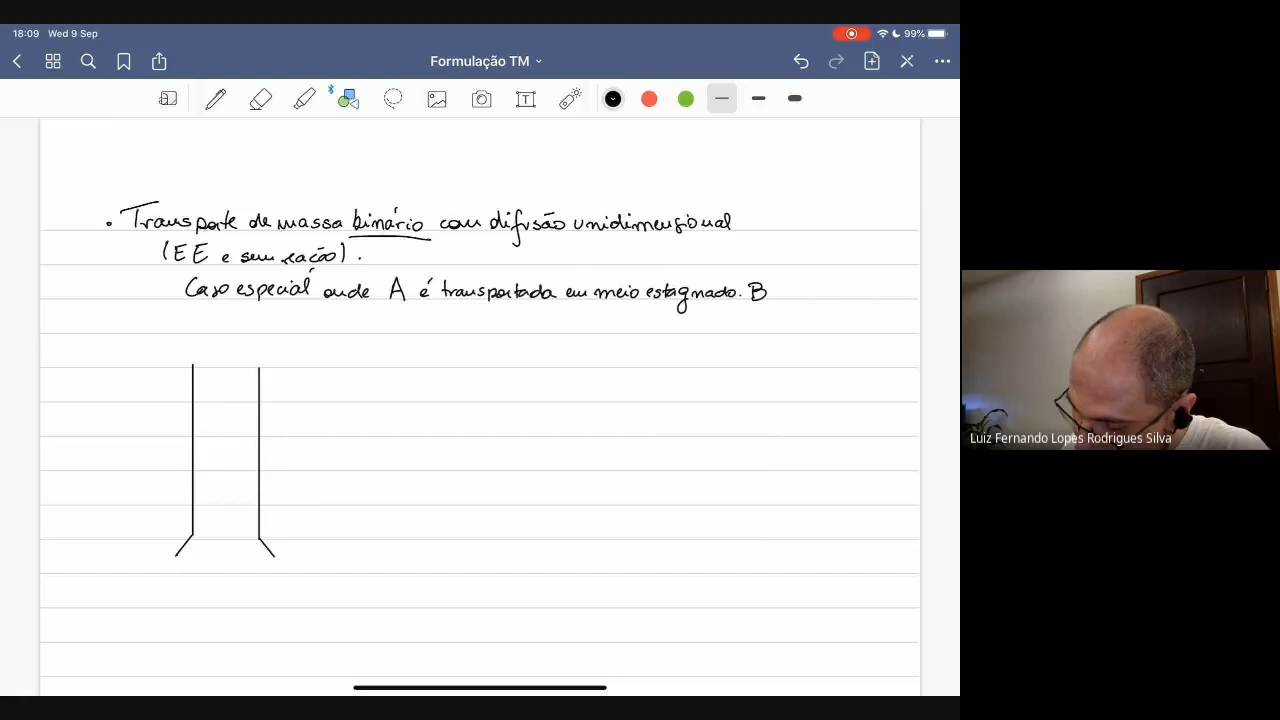 18:09 Wed 9 Sep 99%
Formulação TM
• Transporte de massa binário com difusão unidimensional
(EE e sem reação).
Caso especial onde A é transportada em meio estagnado. B
Luiz Fernando Lopes Rodrigues Silva